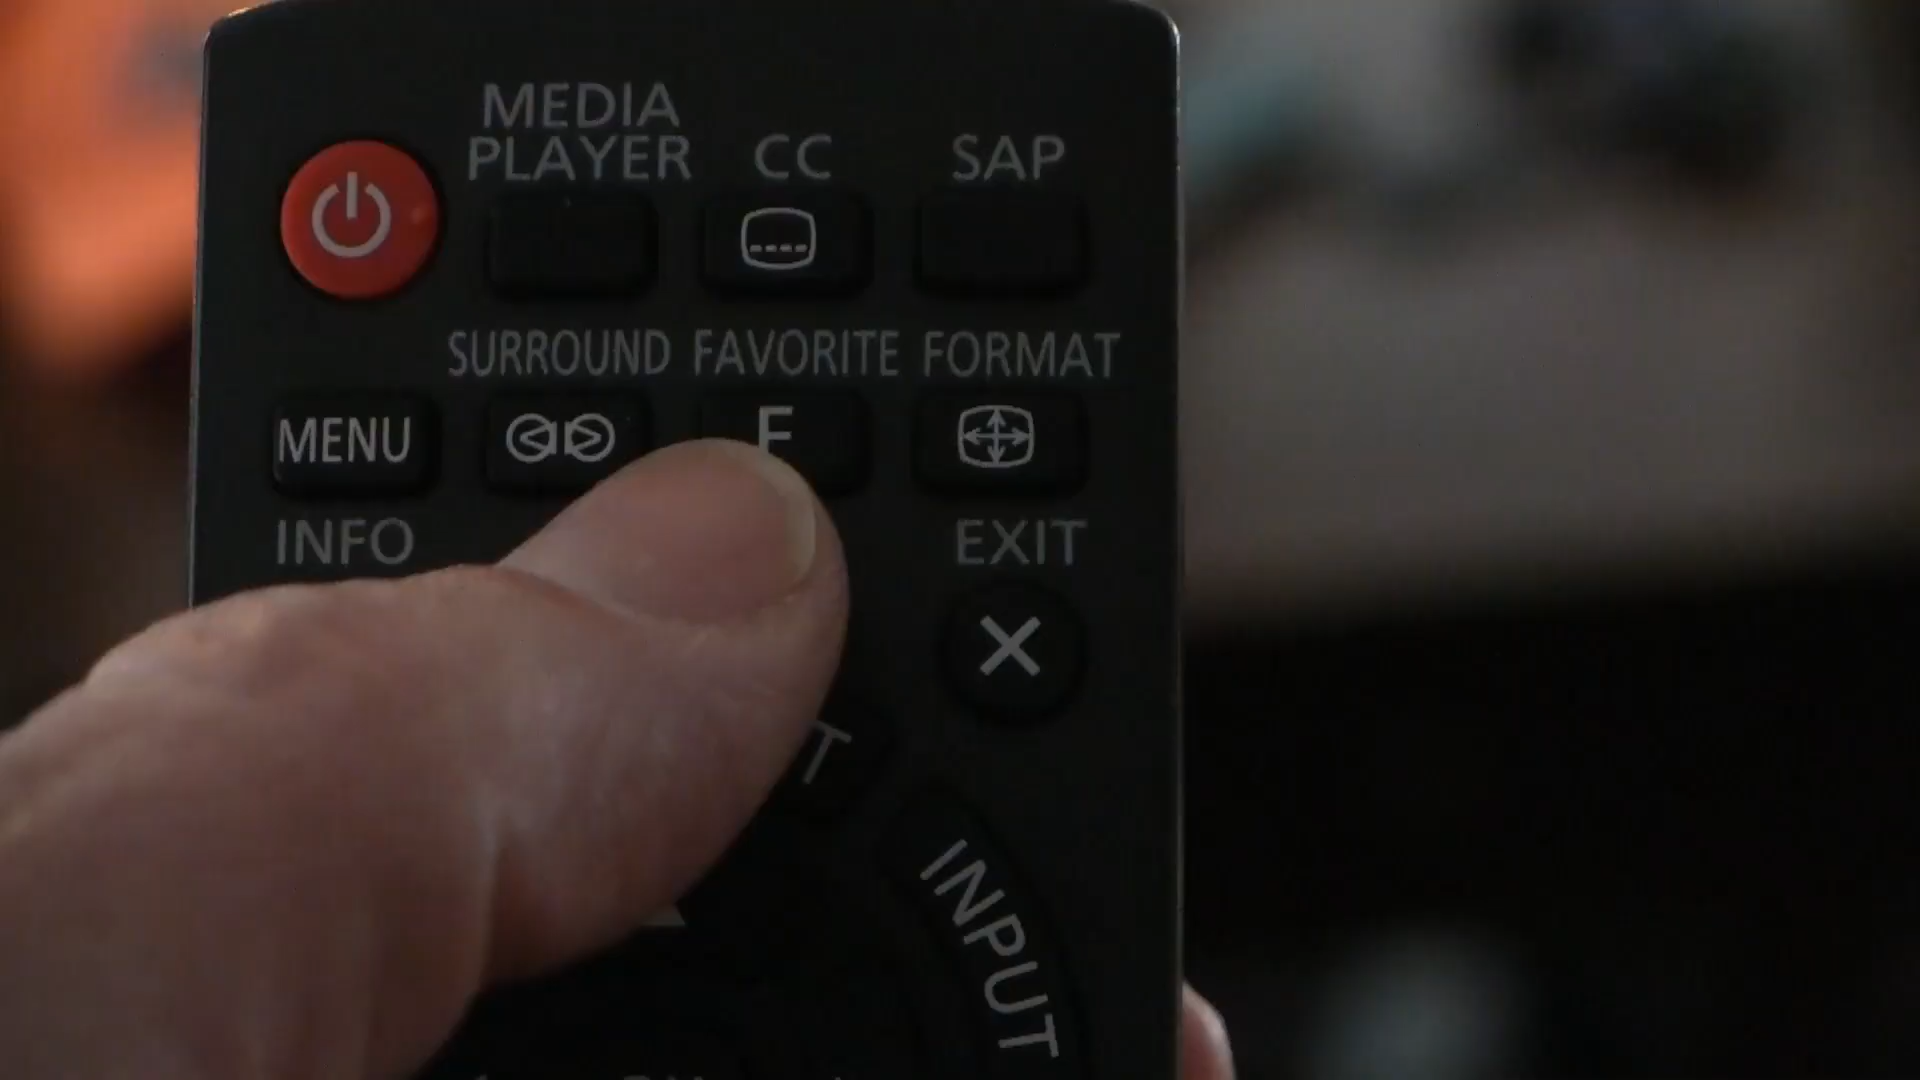 MEDIA
PLAYER
CC
SAP
SURROUND
FAVORITE
FORMAT
MENU
F
INFO
EXIT
T
INPUT